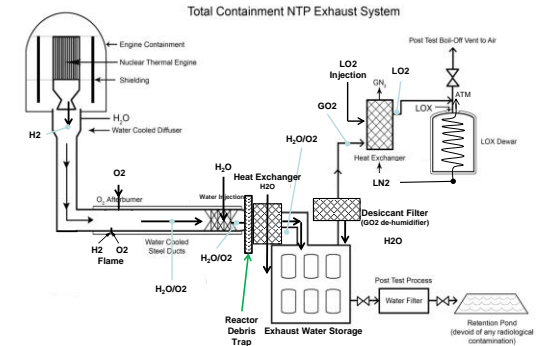 Total Containment NTP Exhaust System
Engine Containment
Nuclear Thermal Engine
Shielding
H2O
Water Cooled Diffuser
H2
O2
O2 Afterburner
H2
O2
Flame
Water Cooled
Steel Ducts
H2O/O2
H2O
Water Injection
H2O/O2
Heat Exchanger
H2O
H2O/O2
Reactor
Debris
Trap
Exhaust Water Storage
Desiccant Filter
(GO2 de-humidifier)
H2O
GO2
LO2
Injection
GN2
LO2
Heat Exchanger
LN2
LOX
ATM
Post Test Boil-Off Vent to Air
LOX Dewar
Post Test Process
Water Filter
Retention Pond
(devoid of any radiological
contamination)